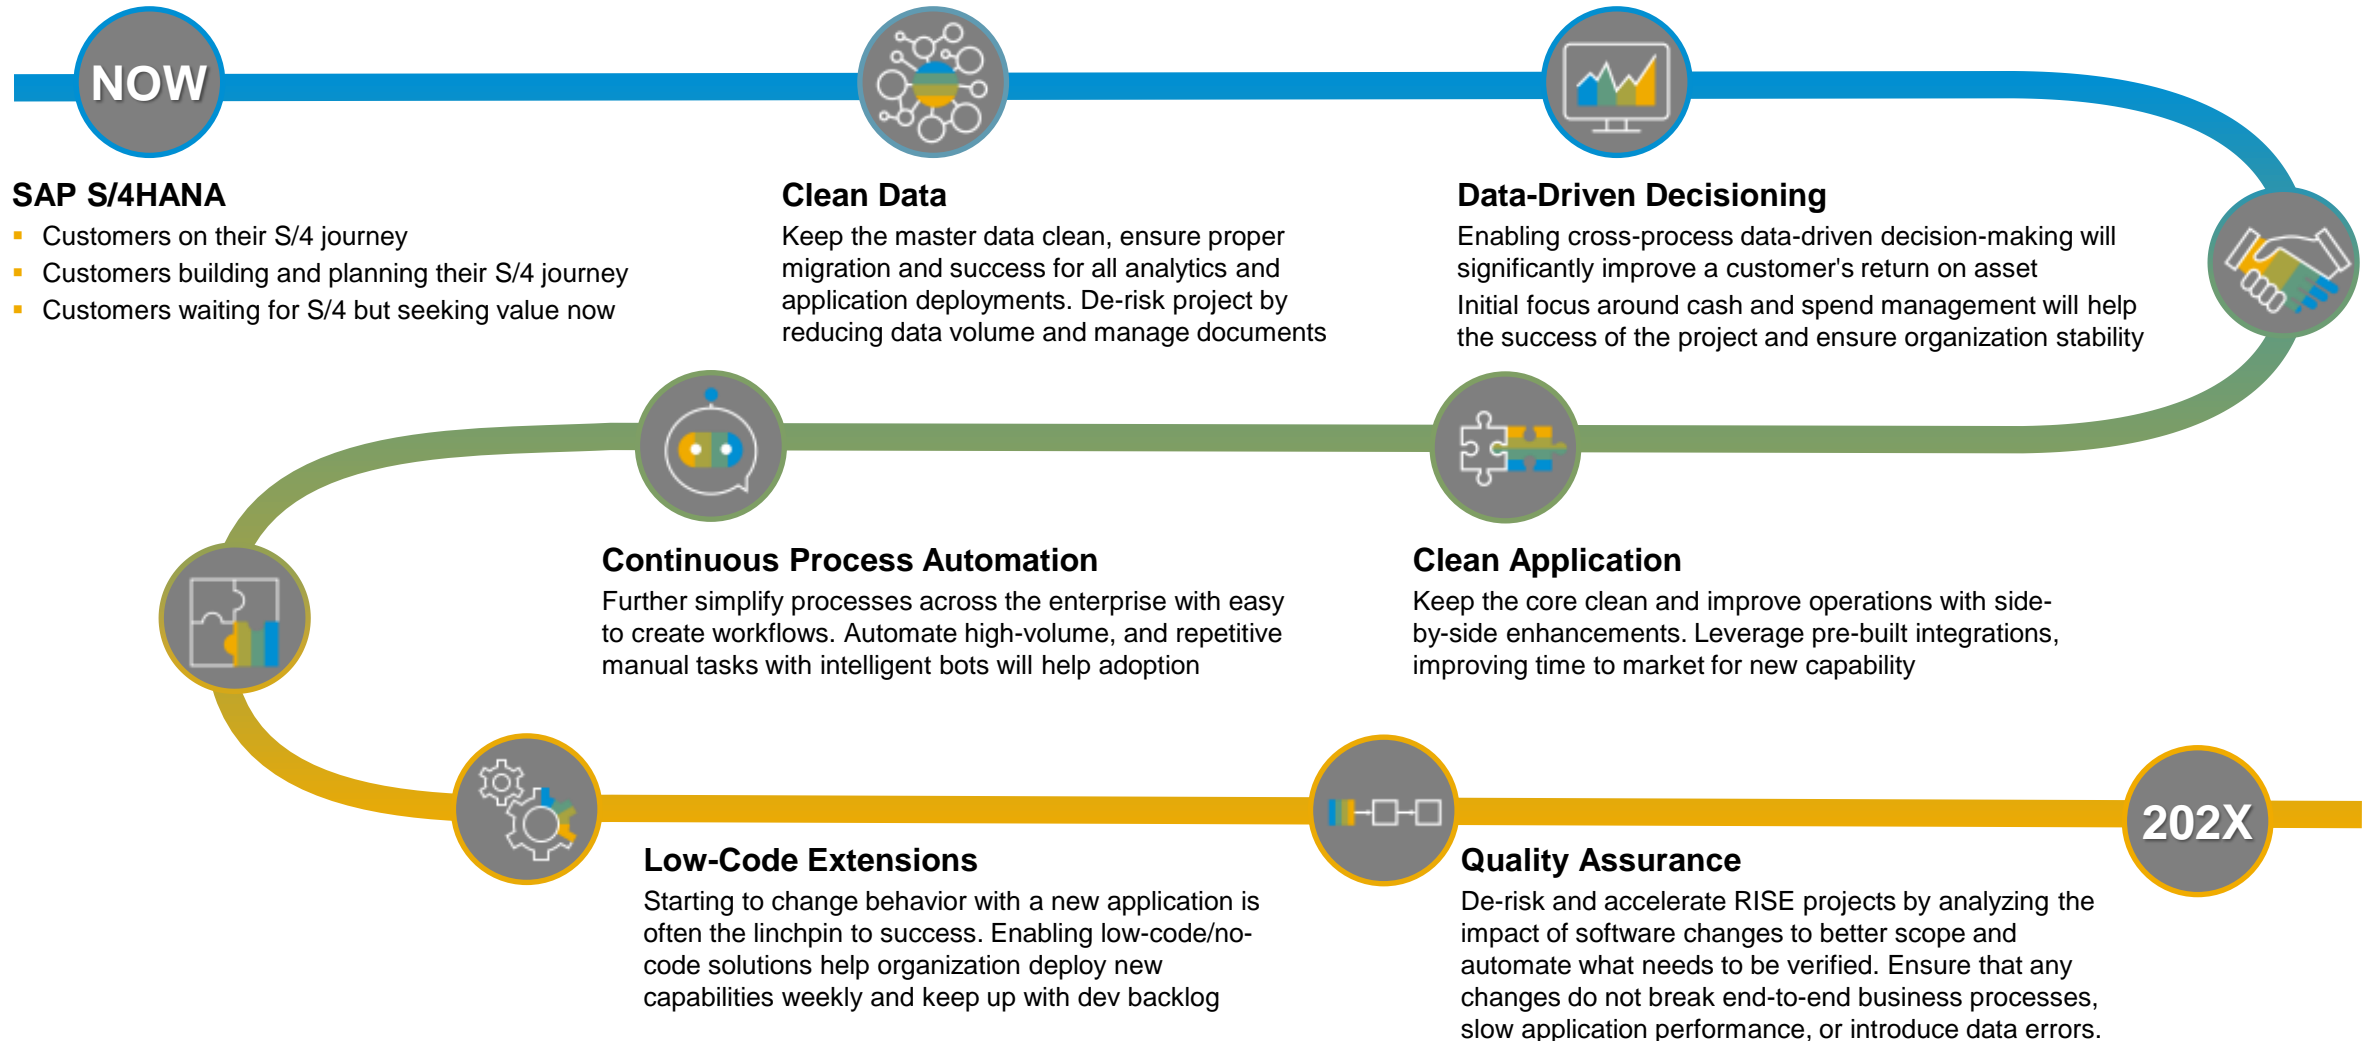 NOW
SAP S/4HANA
▪ Customers on their S/4 journey
▪ Customers building and planning their S/4 journey
▪ Customers waiting for S/4 but seeking value now
Clean Data
Keep the master data clean, ensure proper
migration and success for all analytics and
application deployments. De-risk project by
reducing data volume and manage documents
Data-Driven Decisioning
Enabling cross-process data-driven decision-making will
significantly improve a customer's return on asset
Initial focus around cash and spend management will help
the success of the project and ensure organization stability
Clean Application
Keep the core clean and improve operations with side-
by-side enhancements. Leverage pre-built integrations,
improving time to market for new capability
Continuous Process Automation
Further simplify processes across the enterprise with easy
to create workflows. Automate high-volume, and repetitive
manual tasks with intelligent bots will help adoption
Low-Code Extensions
Starting to change behavior with a new application is
often the linchpin to success. Enabling low-code/no-
code solutions help organization deploy new
capabilities weekly and keep up with dev backlog
Quality Assurance
De-risk and accelerate RISE projects by analyzing the
impact of software changes to better scope and
automate what needs to be verified. Ensure that any
changes do not break end-to-end business processes,
slow application performance, or introduce data errors.
202X